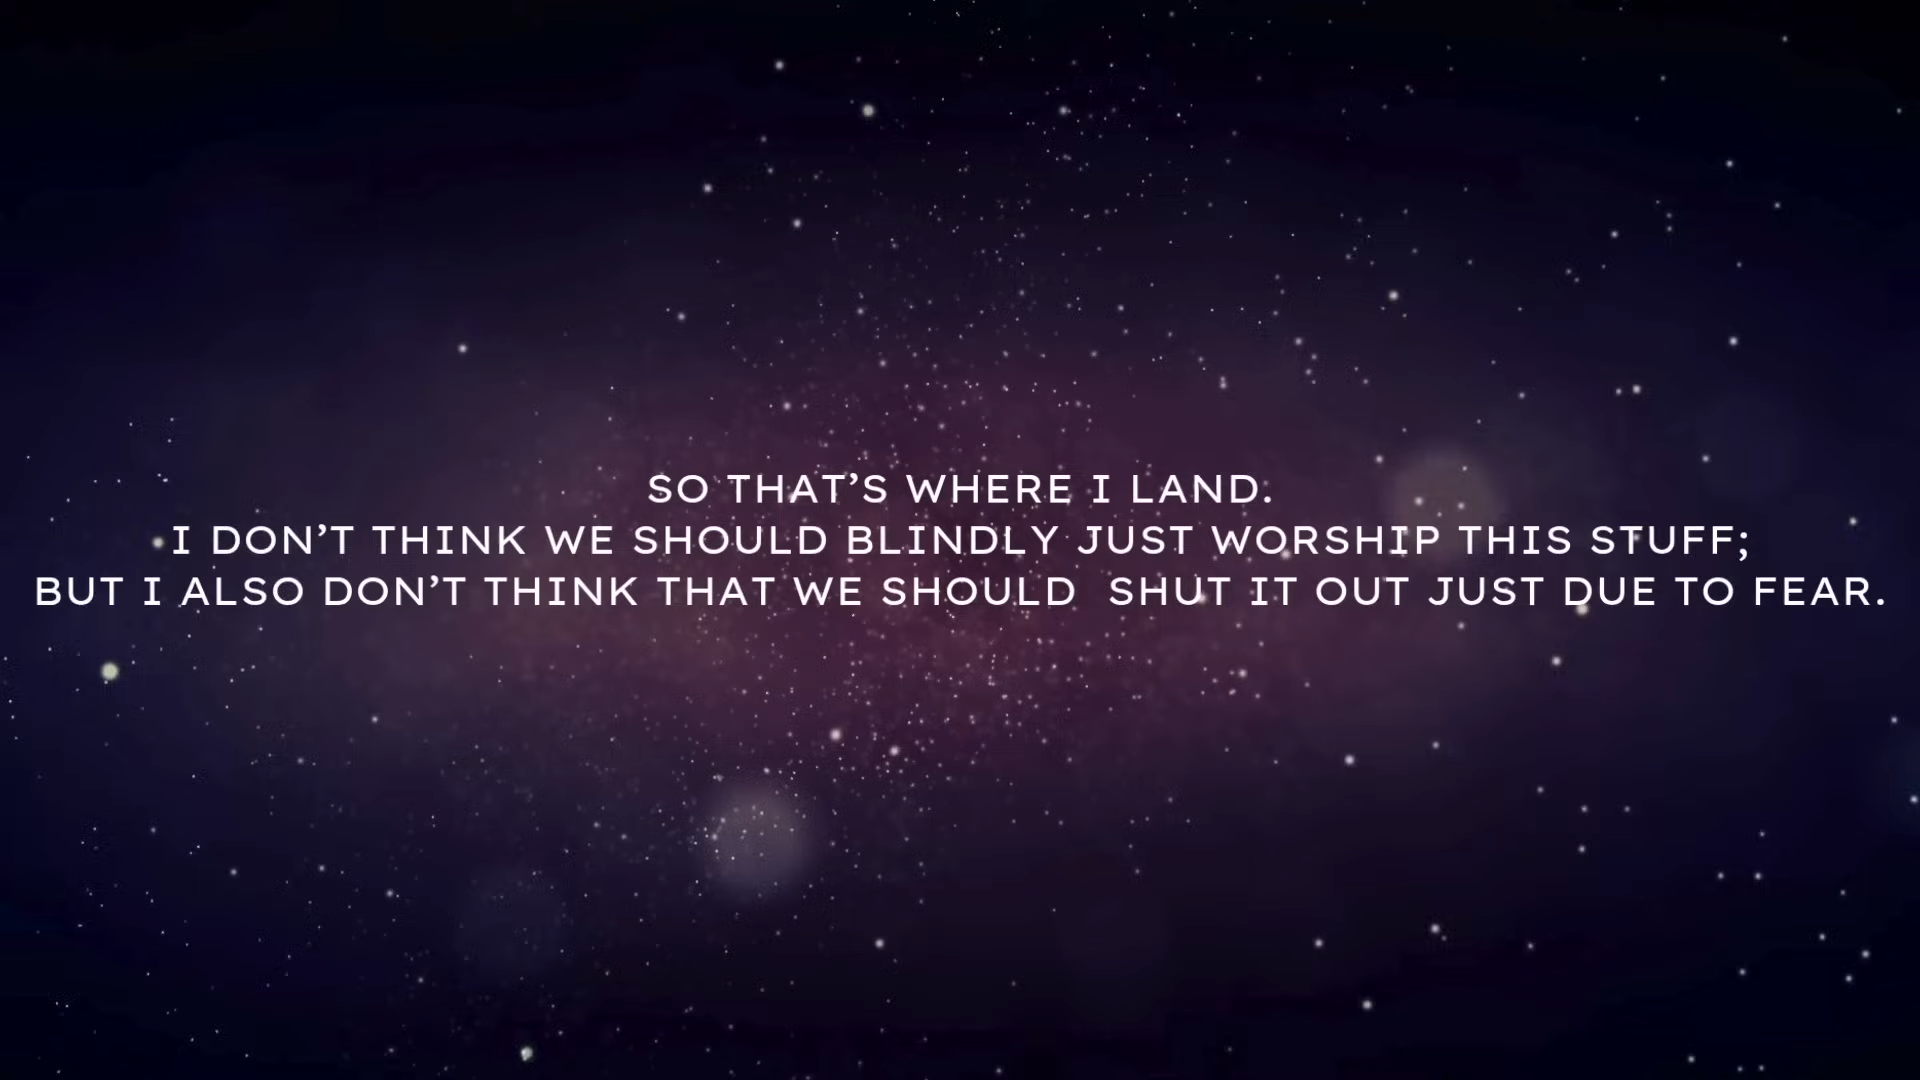 SO THAT’S WHERE I LAND.
I DON’T THINK WE SHOULD BLINDLY JUST WORSHIP THIS STUFF;
BUT I ALSO DON’T THINK THAT WE SHOULD  SHUT IT OUT JUST DUE TO FEAR.